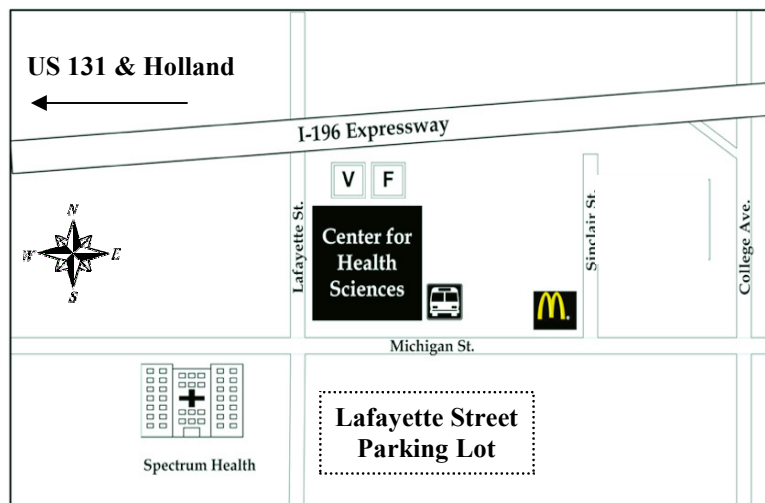 US 131 & Holland
I-196 Expressway
V F
Lafayette St.
Center for
Health
Sciences
Sinclair St.
College Ave.
N
W E
S
M.
Michigan St.
Spectrum Health
Lafayette Street
Parking Lot